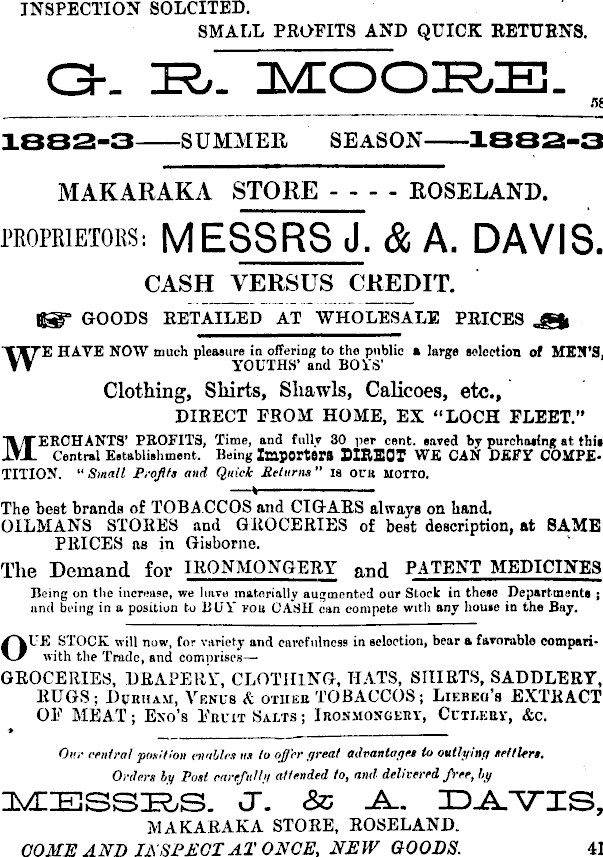 INSPECTION SOLCITED.
SMALL PROFITS AND QUICK RETURNS.
G. R. MOORE.
58
1882-3——SUMMER SEASON——1882-3
MAKARAKA STORE - - - - ROSELAND.
PROPRIETORS: MESSRS J. & A. DAVIS.
CASH VERSUS CREDIT.
GOODS RETAILED AT WHOLESALE PRICES
WE HAVE NOW much pleasure in offering to the public a large selection of MEN'S,
YOUTHS' and BOYS'
Clothing, Shirts, Shawls, Calicoes, etc.,
DIRECT FROM HOME, EX "LOCH FLEET."
MERCHANTS' PROFITS, Time, and fully 30 per cent. saved by purchasing at this
Central Establishment. Being Importers DIRECT WE CAN DEFY COMPE-
TITION. "Small Profits and Quick Returns" IS OUR MOTTO.
The best brands of TOBACCOS and CIGARS always on hand.
OILMANS STORES and GROCERIES of best description, at SAME
PRICES as in Gisborne.
The Demand for IRONMONGERY and PATENT MEDICINES
Being on the increase, we have materially augmented our Stock in these Departments ;
and being in a position to BUY FOR CASH can compete with any house in the Bay.
OUR STOCK will now, for variety and carefulness in selection, bear a favorable compari-
with the Trade, and comprises—
GROCERIES, DRAPERY, CLOTHING, HATS, SHIRTS, SADDLERY,
RUGS; DURHAM, VENUS & OTHER TOBACCOS; LIEBEG'S EXTRACT
OF MEAT; ENO'S FRUIT SALTS; IRONMONGERY, CUTLERY, &c.
Our central position enables us to offer great advantages to outlying settlers.
Orders by Post carefully attended to, and delivered free, by
MESSRS. J. & A. DAVIS,
MAKARAKA STORE, ROSELAND.
COME AND INSPECT AT ONCE, NEW GOODS.
41